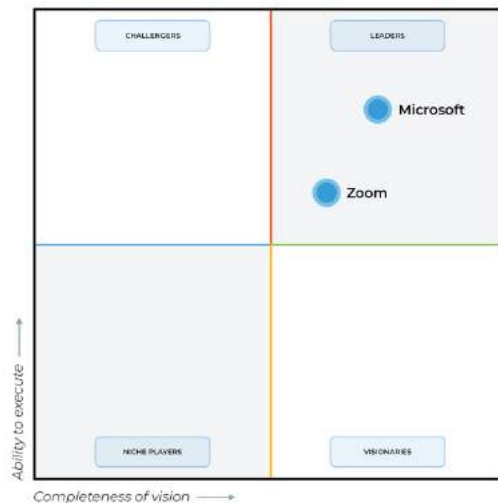 CHALLENGERS
LEADERS
Microsoft
Zoom
Ability to execute
NICHE PLAYERS
VISIONARIES
Completeness of vision